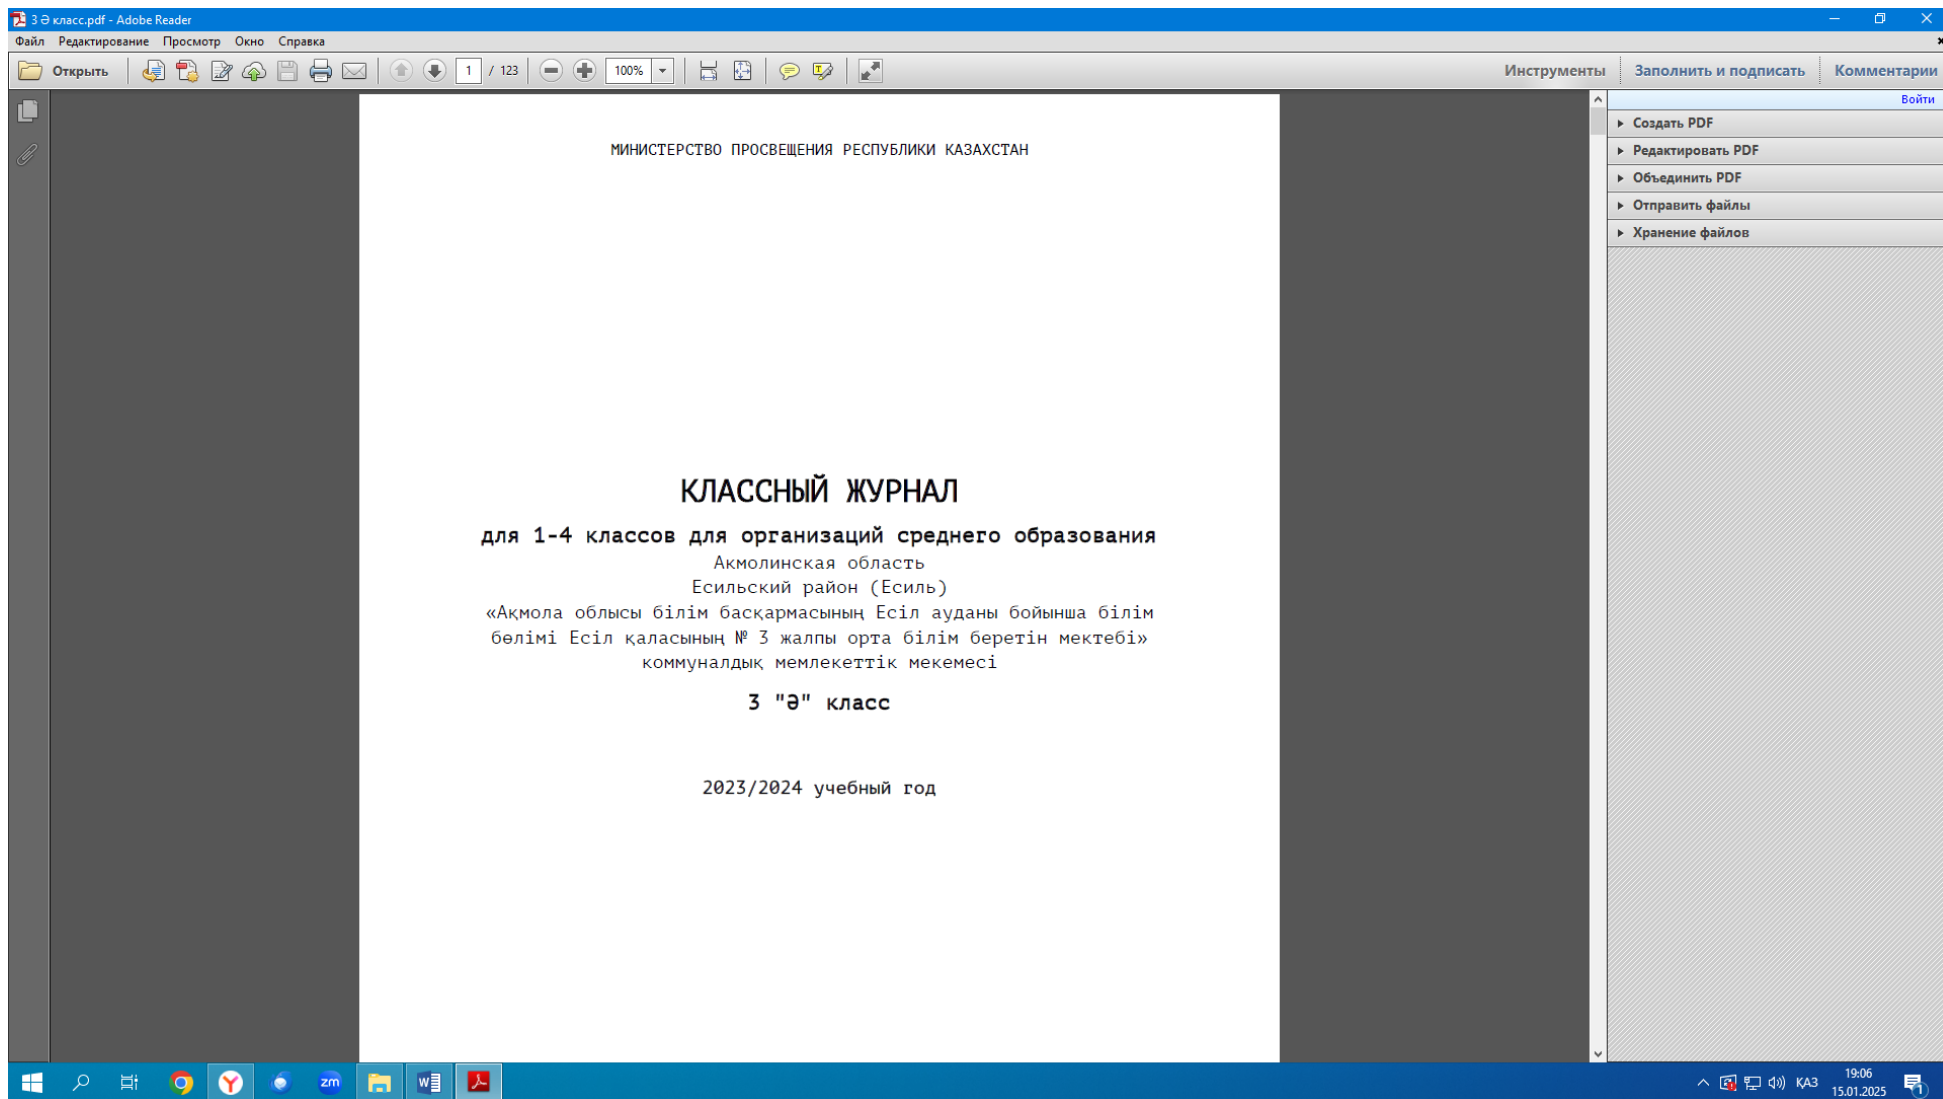 3 Ə класс.pdf - Adobe Reader
Файл Редактирование Просмотр Окно Справка
Открыть 1 / 123 100% Инструменты Заполнить и подписать Комментарии
Войти
Создать PDF
Редактировать PDF
Объединить PDF
Отправить файлы
Хранение файлов
МИНИСТЕРСТВО ПРОСВЕЩЕНИЯ РЕСПУБЛИКИ КАЗАХСТАН
КЛАССНЫЙ ЖУРНАЛ
для 1-4 классов для организаций среднего образования
Акмолинская область
Есильский район (Есиль)
«Ақмола облысы білім басқармасының Есіл ауданы бойынша білім
бөлімі Есіл қаласының № 3 жалпы орта білім беретін мектебі»
коммуналдық мемлекеттік мекемесі
3 "Ә" класс
2023/2024 учебный год
zm
ҚАЗ
19:06
15.01.2025
1